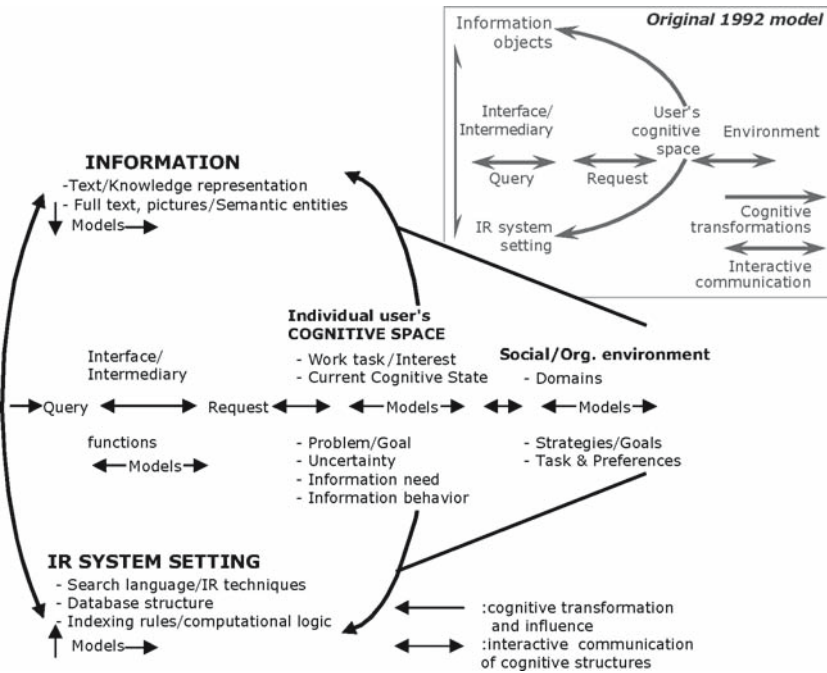 Original 1992 model
Information
objects
Interface/
Intermediary
User's
cognitive
space
Environment
Query
Request
IR system
setting
Cognitive
transformations
Interactive
communication
INFORMATION
-Text/Knowledge representation
- Full text, pictures/Semantic entities
Models
Individual user's
COGNITIVE SPACE
- Work task/Interest
- Current Cognitive State
Models
- Problem/Goal
- Uncertainty
- Information need
- Information behavior
Social/Org. environment
- Domains
Models
- Strategies/Goals
- Task & Preferences
Interface/
Intermediary
Query
Request
functions
Models
IR SYSTEM SETTING
- Search language/IR techniques
- Database structure
- Indexing rules/computational logic
Models
:cognitive transformation
and influence
:interactive communication
of cognitive structures